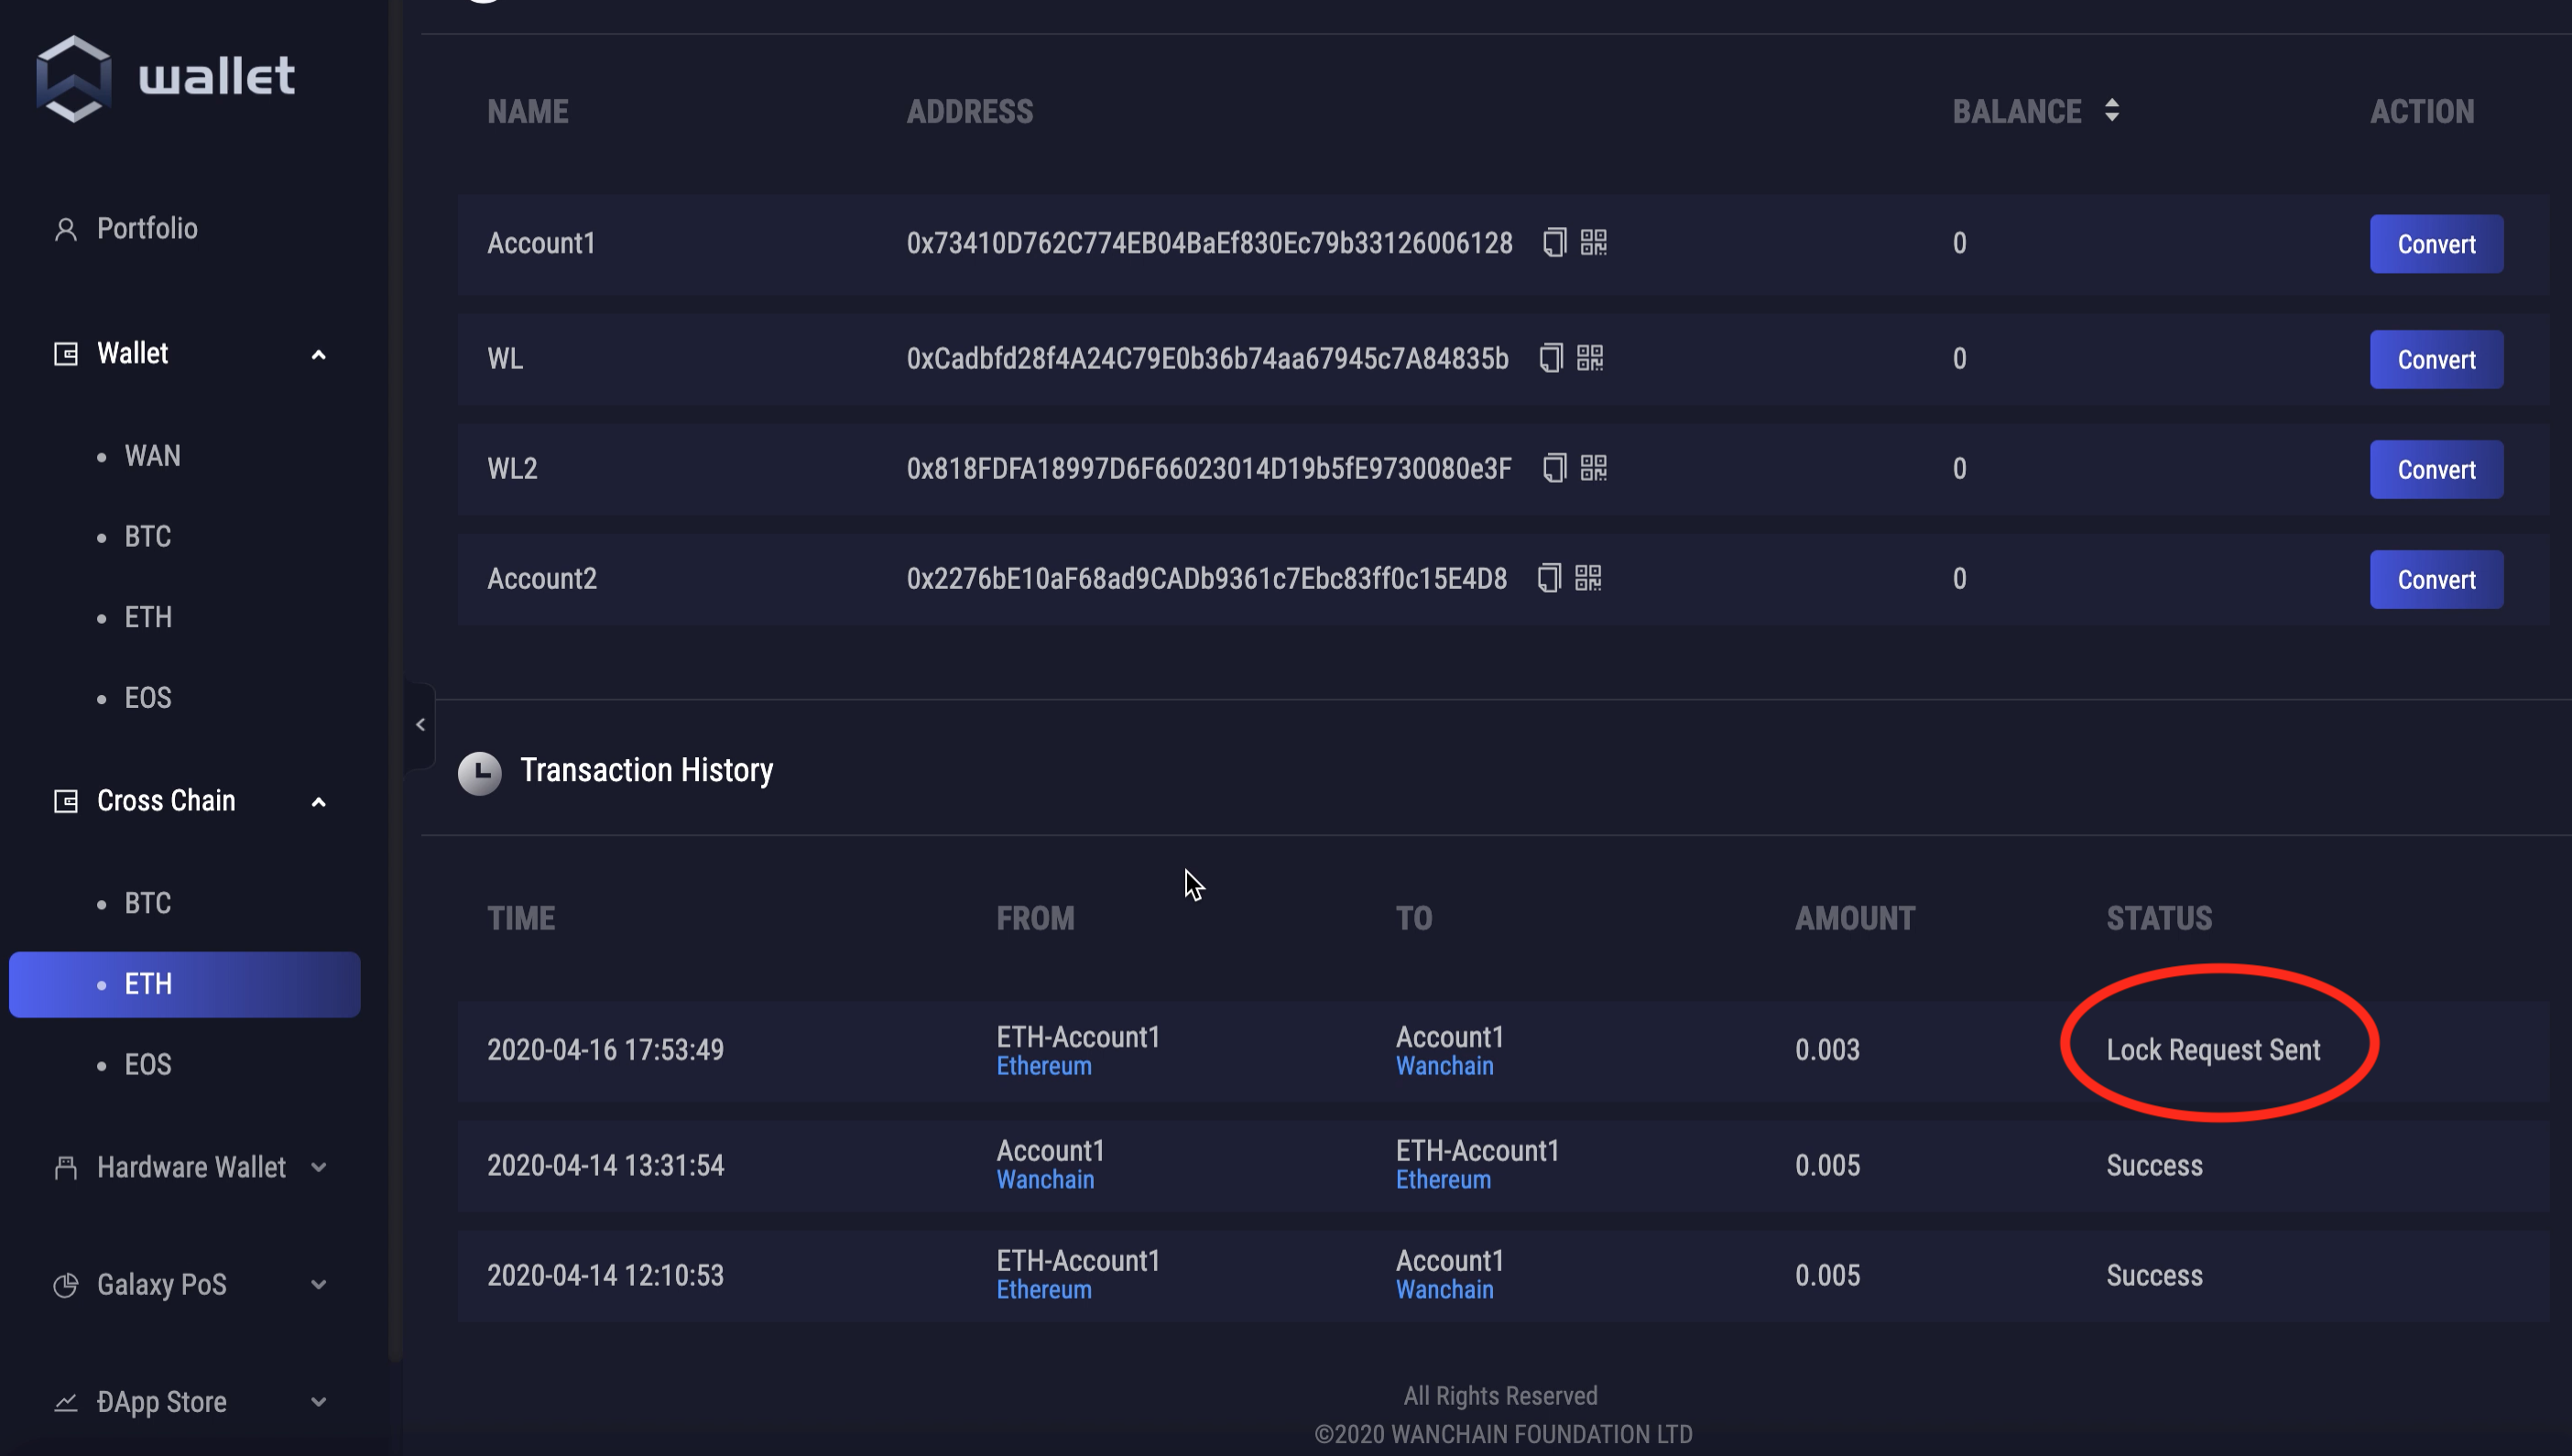 wallet
Portfolio
Wallet
WAN
BTC
ETH
EOS
Cross Chain
BTC
ETH
EOS
Hardware Wallet
Galaxy PoS
ĐApp Store
NAME ADDRESS BALANCE ACTION
Account1 0x73410D762C774EB04BaEf830Ec79b33126006128 0 Convert
WL 0xCadbfd28f4A24C79E0b36b74aa67945c7A84835b 0 Convert
WL2 0x818FDFA18997D6F66023014D19b5fE9730080e3F 0 Convert
Account2 0x2276bE10aF68ad9CADb9361c7Ebc83ff0c15E4D8 0 Convert
Transaction History
TIME FROM TO AMOUNT STATUS
2020-04-16 17:53:49 ETH-Account1 Account1 0.003 Lock Request Sent
Ethereum Wanchain
2020-04-14 13:31:54 Account1 ETH-Account1 0.005 Success
Wanchain Ethereum
2020-04-14 12:10:53 ETH-Account1 Account1 0.005 Success
Ethereum Wanchain
All Rights Reserved
©2020 WANCHAIN FOUNDATION LTD